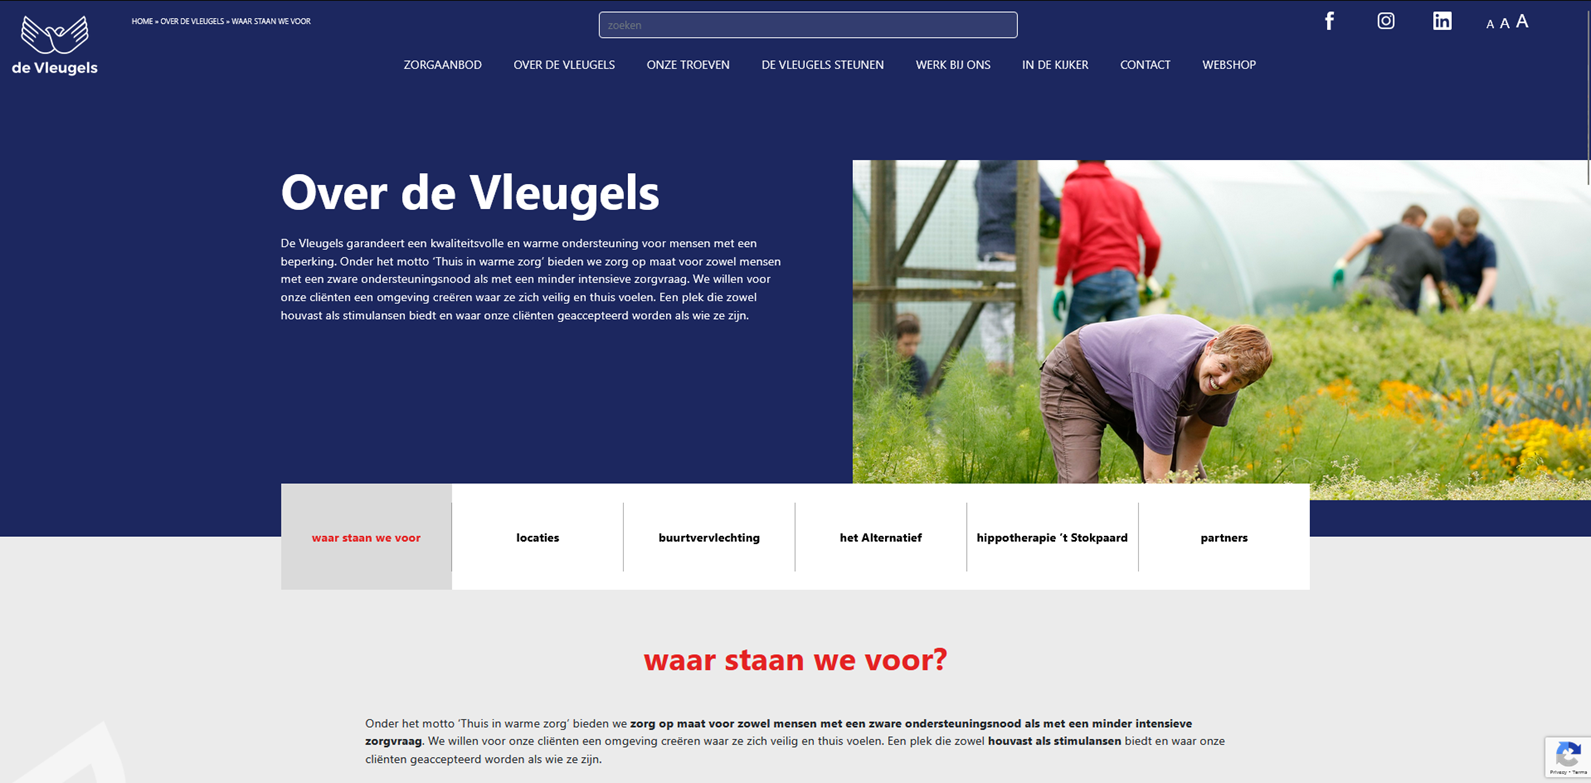 de Vleugels
HOME » OVER DE VLEUGELS » WAAR STAAN WE VOOR
zoeken
A A A
ZORGAANBOD OVER DE VLEUGELS ONZE TROEVEN DE VLEUGELS STEUNEN WERK BIJ ONS IN DE KIJKER CONTACT WEBSHOP
Over de Vleugels
De Vleugels garandeert een kwaliteitsvolle en warme ondersteuning voor mensen met een
beperking. Onder het motto ‘Thuis in warme zorg’ bieden we zorg op maat voor zowel mensen
met een zware ondersteuningsnood als met een minder intensieve zorgvraag. We willen voor
onze cliënten een omgeving creëren waar ze zich veilig en thuis voelen. Een plek die zowel
houvast als stimulansen biedt en waar onze cliënten geaccepteerd worden als wie ze zijn.
waar staan we voor locaties buurtvervlechting het Alternatief hippotherapie ’t Stokpaard partners
waar staan we voor?
Onder het motto ‘Thuis in warme zorg’ bieden we zorg op maat voor zowel mensen met een zware ondersteuningsnood als met een minder intensieve
zorgvraag. We willen voor onze cliënten een omgeving creëren waar ze zich veilig en thuis voelen. Een plek die zowel houvast als stimulansen biedt en waar onze
cliënten geaccepteerd worden als wie ze zijn.
Privacy - Terms